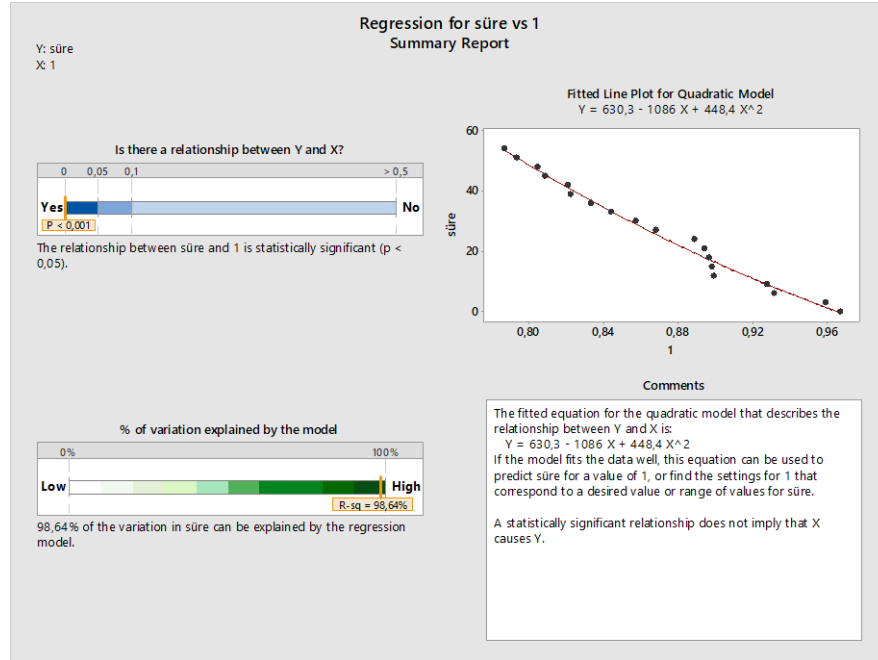 Regression for süre vs 1
Summary Report
Y: süre
X: 1
Is there a relationship between Y and X?
0 0,05 0,1 > 0,5
Yes No
P < 0,001
The relationship between süre and 1 is statistically significant (p <
0,05).
Fitted Line Plot for Quadratic Model
Y = 630,3 - 1086 X + 448,4 X^2
60
40
20
0
süre
0,80 0,84 0,88 0,92 0,96
1
% of variation explained by the model
0% 100%
Low High
R-sq = 98,64%
98,64% of the variation in süre can be explained by the regression
model.
Comments
The fitted equation for the quadratic model that describes the
relationship between Y and X is:
Y = 630,3 - 1086 X + 448,4 X^2
If the model fits the data well, this equation can be used to
predict süre for a value of 1, or find the settings for 1 that
correspond to a desired value or range of values for süre.
A statistically significant relationship does not imply that X
causes Y.